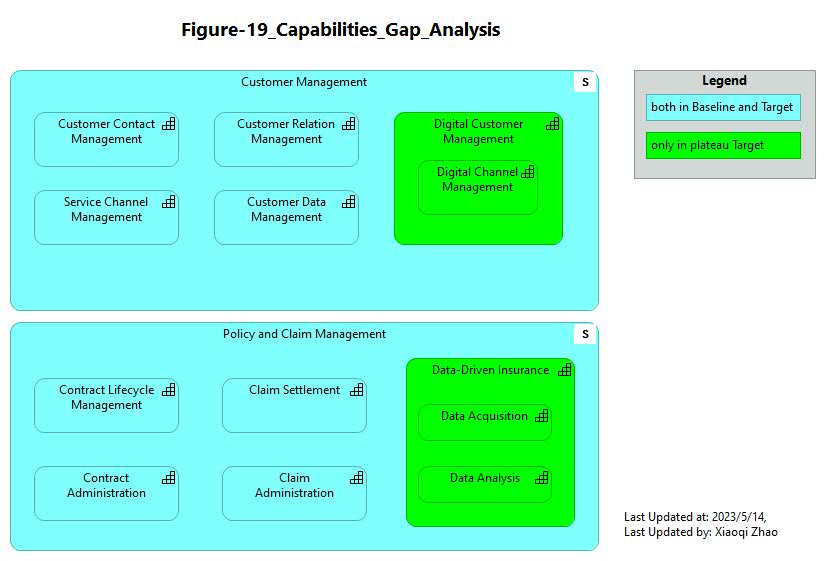 Figure-19_Capabilities_Gap_Analysis
Customer Management
S
Customer Contact
Management
Customer Relation
Management
Digital Customer
Management
Digital Channel
Management
Service Channel
Management
Customer Data
Management
Policy and Claim Management
S
Contract Lifecycle
Management
Claim Settlement
Data-Driven Insurance
Data Acquisition
Data Analysis
Contract
Administration
Claim
Administration
Legend
both in Baseline and Target
only in plateau Target
Last Updated at: 2023/5/14,
Last Updated by: Xiaoqi Zhao